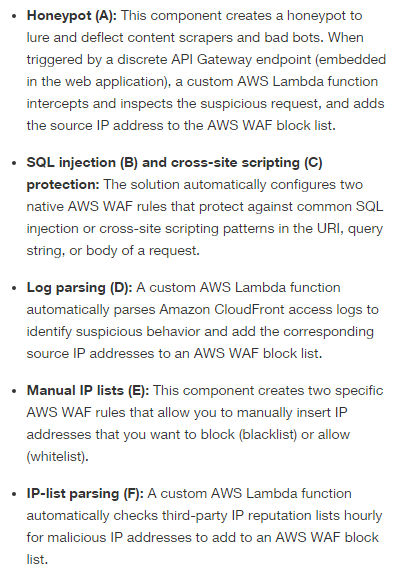 • Honeypot (A): This component creates a honeypot to
lure and deflect content scrapers and bad bots. When
triggered by a discrete API Gateway endpoint (embedded
in the web application), a custom AWS Lambda function
intercepts and inspects the suspicious request, and adds
the source IP address to the AWS WAF block list.
• SQL injection (B) and cross-site scripting (C)
protection: The solution automatically configures two
native AWS WAF rules that protect against common SQL
injection or cross-site scripting patterns in the URI, query
string, or body of a request.
• Log parsing (D): A custom AWS Lambda function
automatically parses Amazon CloudFront access logs to
identify suspicious behavior and add the corresponding
source IP addresses to an AWS WAF block list.
• Manual IP lists (E): This component creates two specific
AWS WAF rules that allow you to manually insert IP
addresses that you want to block (blacklist) or allow
(whitelist).
• IP-list parsing (F): A custom AWS Lambda function
automatically checks third-party IP reputation lists hourly
for malicious IP addresses to add to an AWS WAF block
list.